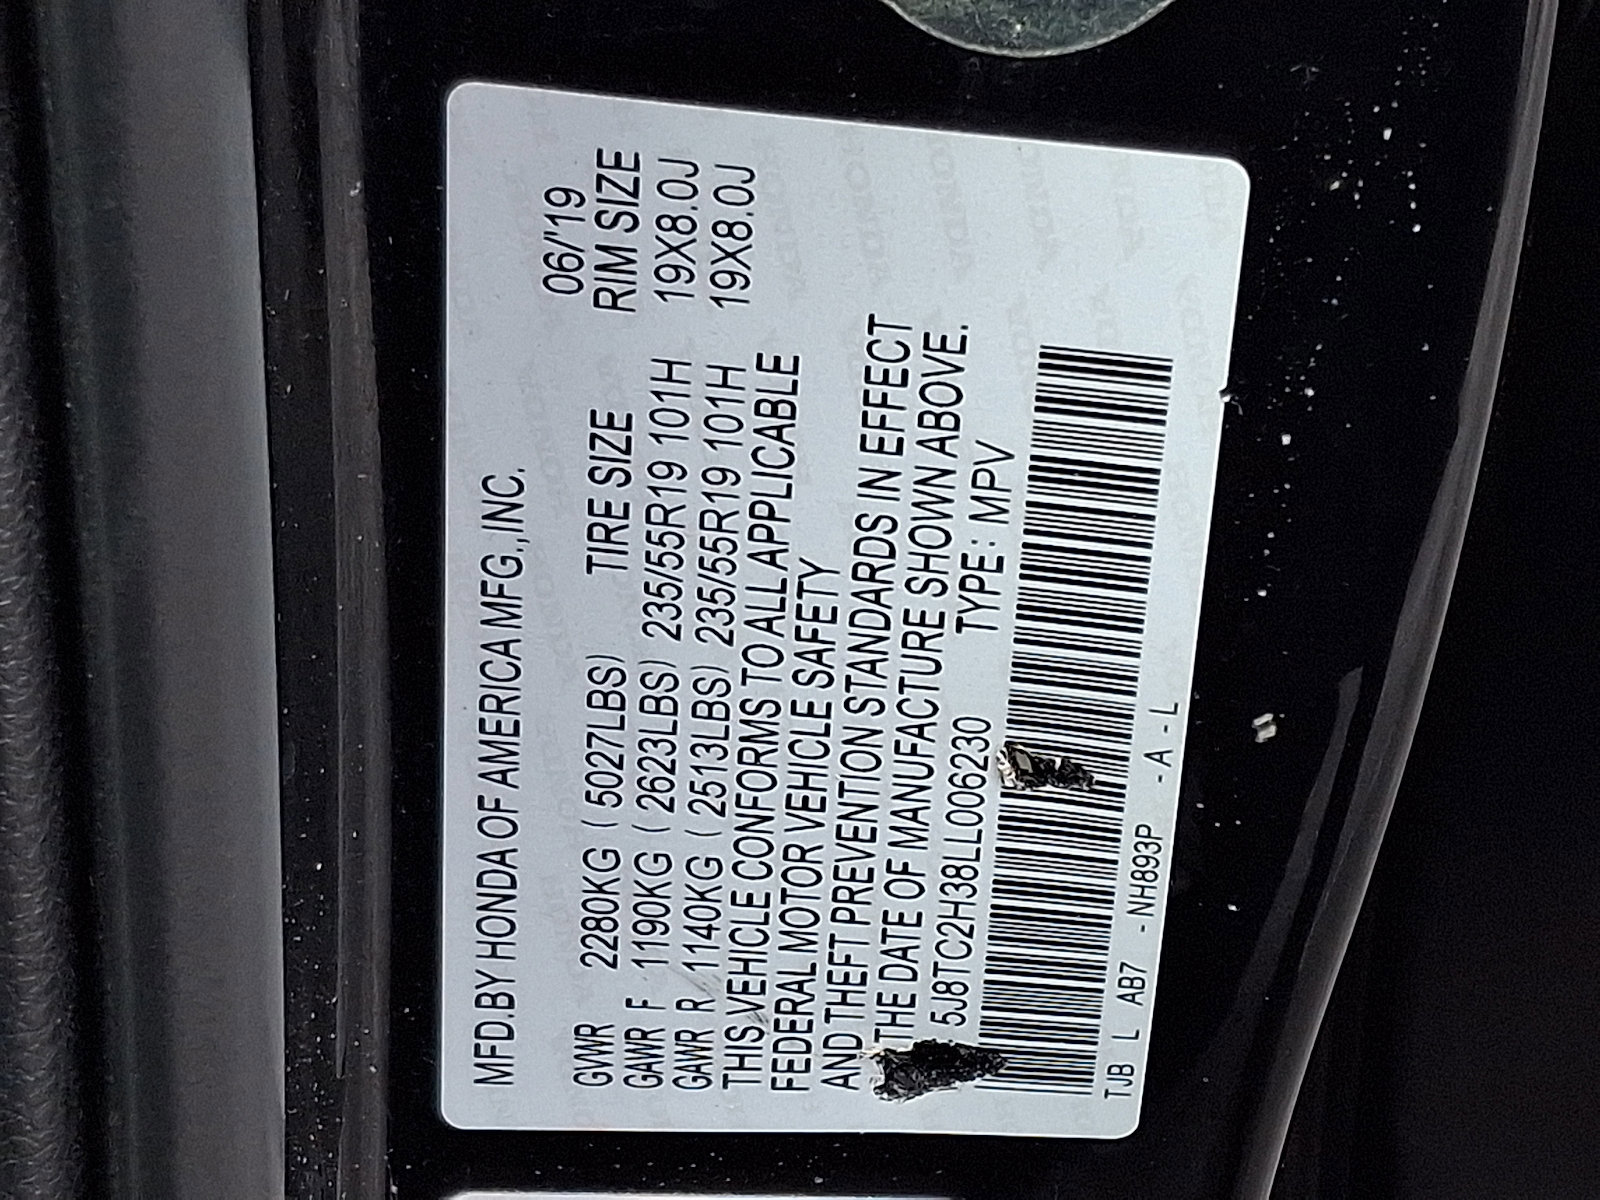 MFD.BY HONDA OF AMERICA MFG.,INC.
06/'19
GVWR 2280KG ( 5027LBS) TIRE SIZE RIM SIZE
GAWR F 1190KG ( 2623LBS) 235/55R19 101H 19X8.0J
GAWR R 1140KG ( 2513LBS) 235/55R19 101H 19X8.0J
THIS VEHICLE CONFORMS TO ALL APPLICABLE
FEDERAL MOTOR VEHICLE SAFETY
AND THEFT PREVENTION STANDARDS IN EFFECT
THE DATE OF MANUFACTURE SHOWN ABOVE.
5J8TC2H38LL006230 TYPE: MPV
TJB L AB7 - NH893P - A - L